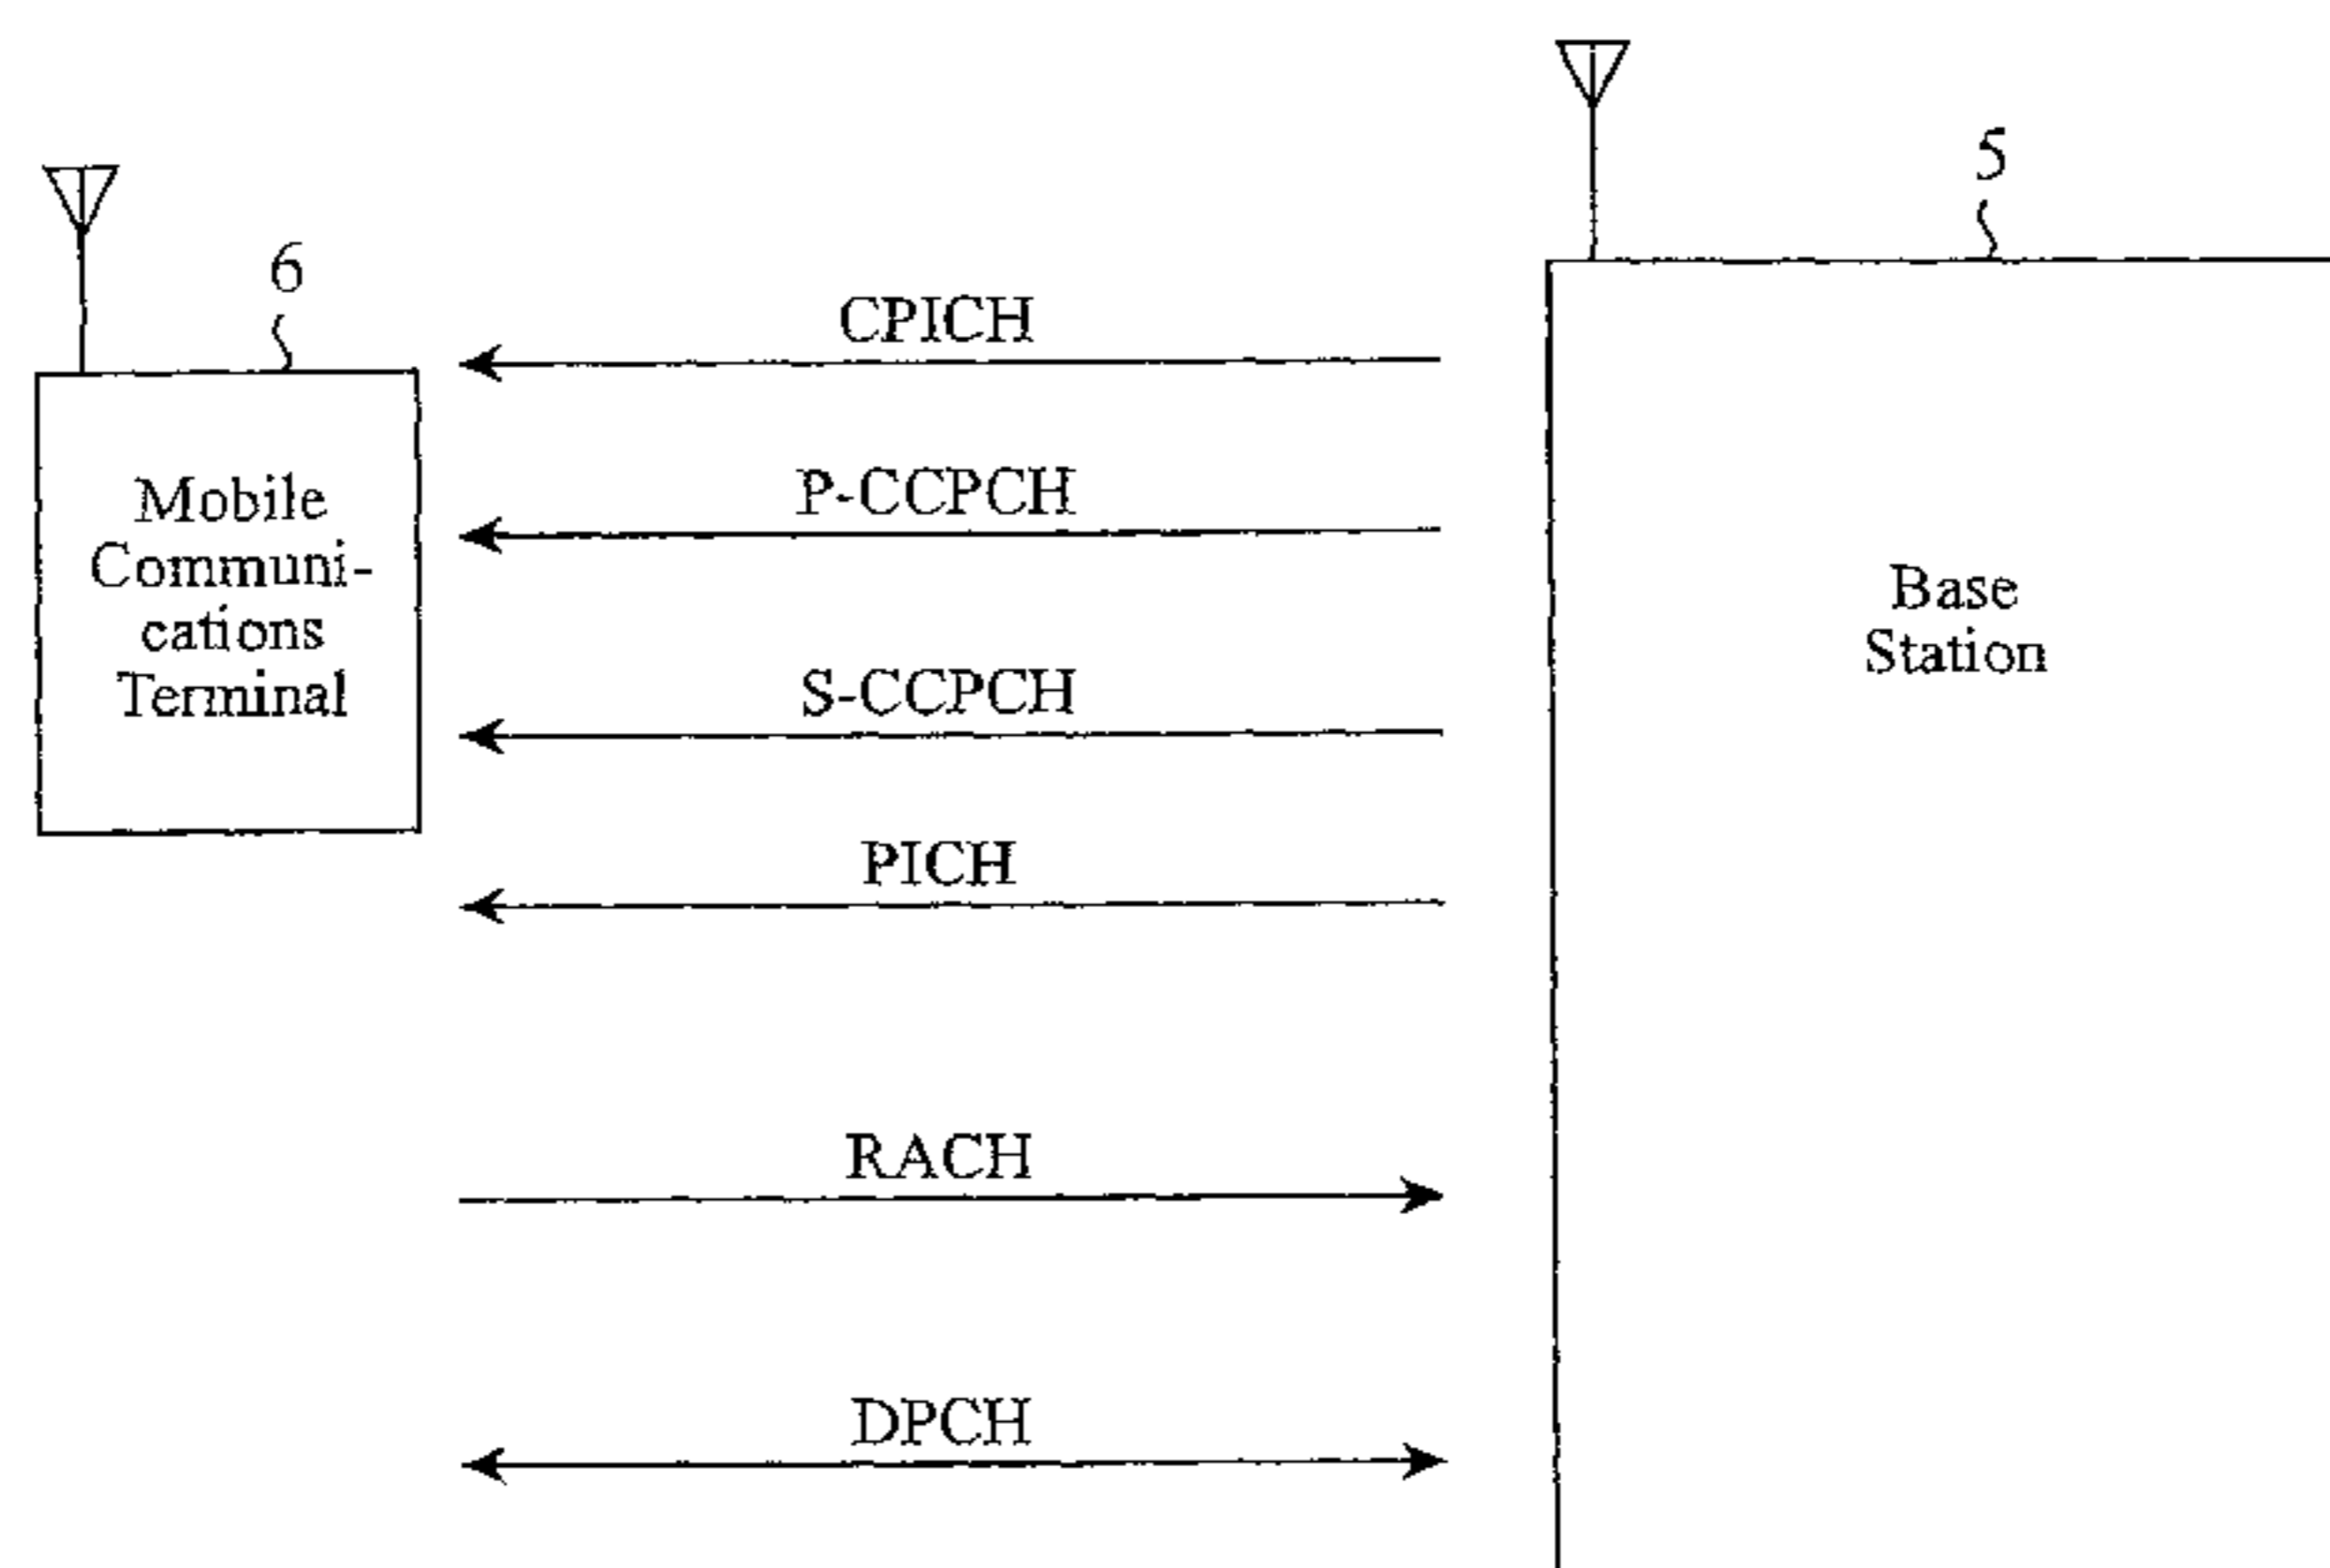 5
6
CPICH
P-CCPCH
Mobile
Communi-
cations
Terminal
Base
Station
S-CCPCH
PICH
RACH
DPCH